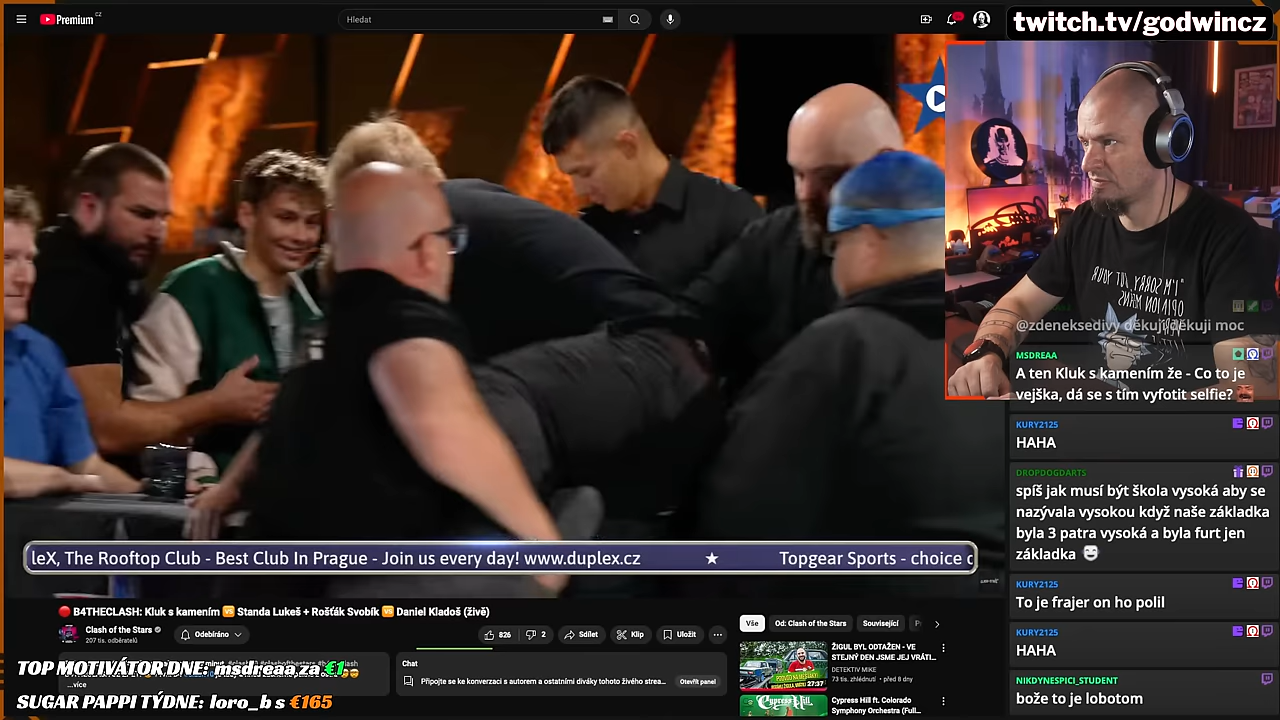 Premium CZ
Hledat
twitch.tv/godwincz
@zdeneksedivy děkuji děkuji moc
MSDREAA
A ten Kluk s kamením že - Co to je
vejška, dá se s tím vyfotit selfie?
KURY2125
HAHA
DROPDOGDARTS
spíš jak musí být škola vysoká aby se
nazývala vysokou když naše základka
byla 3 patra vysoká a byla furt jen
základka
KURY2125
To je frajer on ho polil
KURY2125
HAHA
NIKDYNESPICI_STUDENT
bože to je lobotom
leX, The Rooftop Club - Best Club In Prague - Join us every day! www.duplex.cz ★ Topgear Sports - choice
B4THECLASH: Kluk s kamením 🆚 Standa Lukeš + Rosťák Svobík 🆚 Daniel Kladoš (živě)
Clash of the Stars
207 tis. odběratelů
Odebíráno
826
2
Sdílet
Klip
Uložit
Vše
Od: Clash of the Stars
Související
ŽIGUL BYL ODTAŽEN - VE
STEJNÝ DEN JSME JEJ VRÁTI...
DETEKTIV MIKE
73 tis. zhlédnutí • před 8 dny
27:37
Cypress Hill ft. Colorado
Symphony Orchestra (Full...
Chat
Připojte se ke konverzaci s autorem a ostatními diváky tohoto živého strea...
Otevřít panel
...více
TOP MOTIVÁTOR DNE: msdreaa za €1
SUGAR PAPI TÝDNE: loro_b s €165